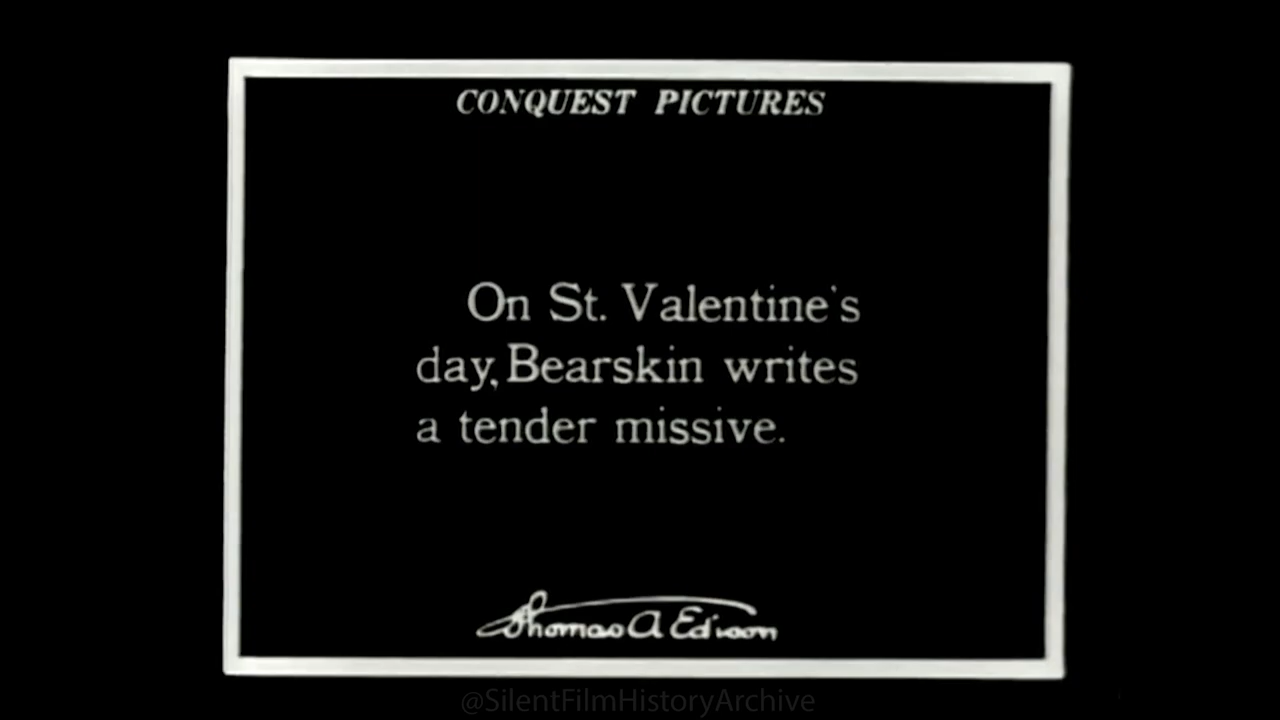 CONQUEST PICTURES
On St. Valentine's
day, Bearskin writes
a tender missive.
Thomas A Edison
@SilentFilmHistoryArchive